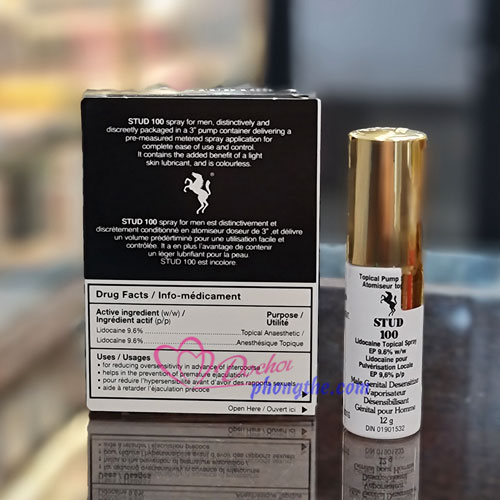 STUD 100 spray for men, distinctively and
discreetly packaged in a 3" pump container delivering a
pre-measured metered spray application for
complete ease of use and control.
It contains the added benefit of a light
skin lubricant, and is colourless.
®
STUD 100 spray for men est distinctivement et
discrètement conditionné en atomiseur doseur de 3" ,et délivre
un volume prédértiminé pour une utilisation facile et
contrôlée . It a en plus l'avantage de contenir
un léger lubrifiant pour la peau
STUD 100 est incolore
Drug Facts / Info-médicament
Active ingredient (w/w) /
Ingrédient actif (p/p)
Purpose /
Utilité
Lidocaine 9.6%
Topical Anaesthetic /
Lidocaïne 9.6%
Anesthésique Topique
Uses / Usages
• for reducing oversensitivity in advance of intercourse
• helps in the prevention of premature ejaculation
• pour réduire l'hypersensibilité avant d'avoir des rapports sexuels
• aide à retarder l'éjaculation précoce
Open Here / Ouvert ici
Dochoi
phongthe.com
Topical Pump
Atomiseur
STUD
100
Lidocaine Topical Spray
EP 9.6% w/w
Lidocaine pour
Pulvérisation Locale
EP 9,6% p/p
Male Genital Desensitizer
Vaporisateur
Désensibilisant
Génital pour Homme
12 g
DIN 01901532